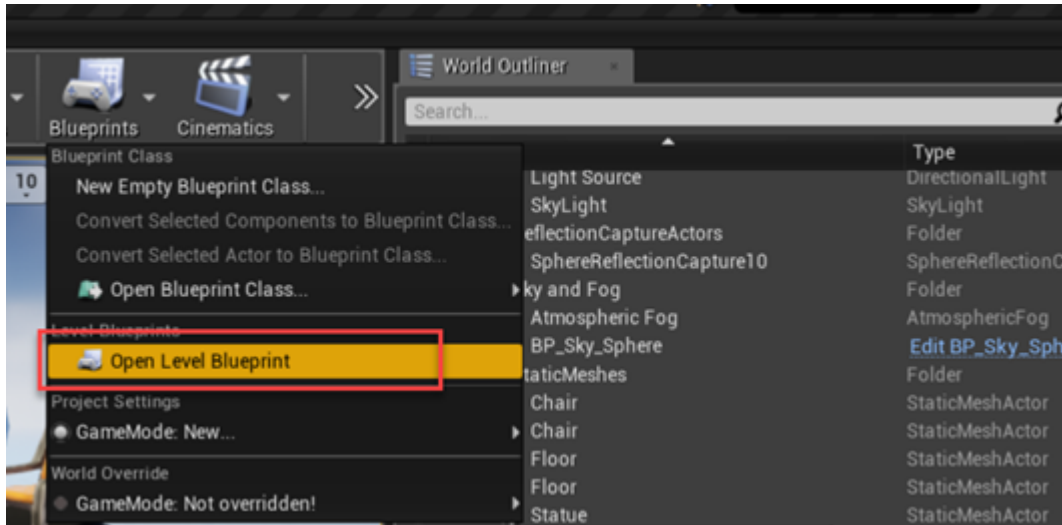 World Outliner
Search...
Blueprints
Cinematics
Type
10
Blueprint Class
New Empty Blueprint Class...
Convert Selected Components to Blueprint Class...
Convert Selected Actor to Blueprint Class...
Open Blueprint Class...
Level Blueprints
Open Level Blueprint
Project Settings
GameMode: New...
World Override
GameMode: Not overridden!
Light Source DirectionalLight
SkyLight SkyLight
eflectionCaptureActors Folder
SphereReflectionCapture10 SphereReflectionC
ky and Fog Folder
Atmospheric Fog AtmosphericFog
BP_Sky_Sphere Edit BP_Sky_Sph
taticMeshes Folder
Chair StaticMeshActor
Chair StaticMeshActor
Floor StaticMeshActor
Floor StaticMeshActor
Statue StaticMeshActor